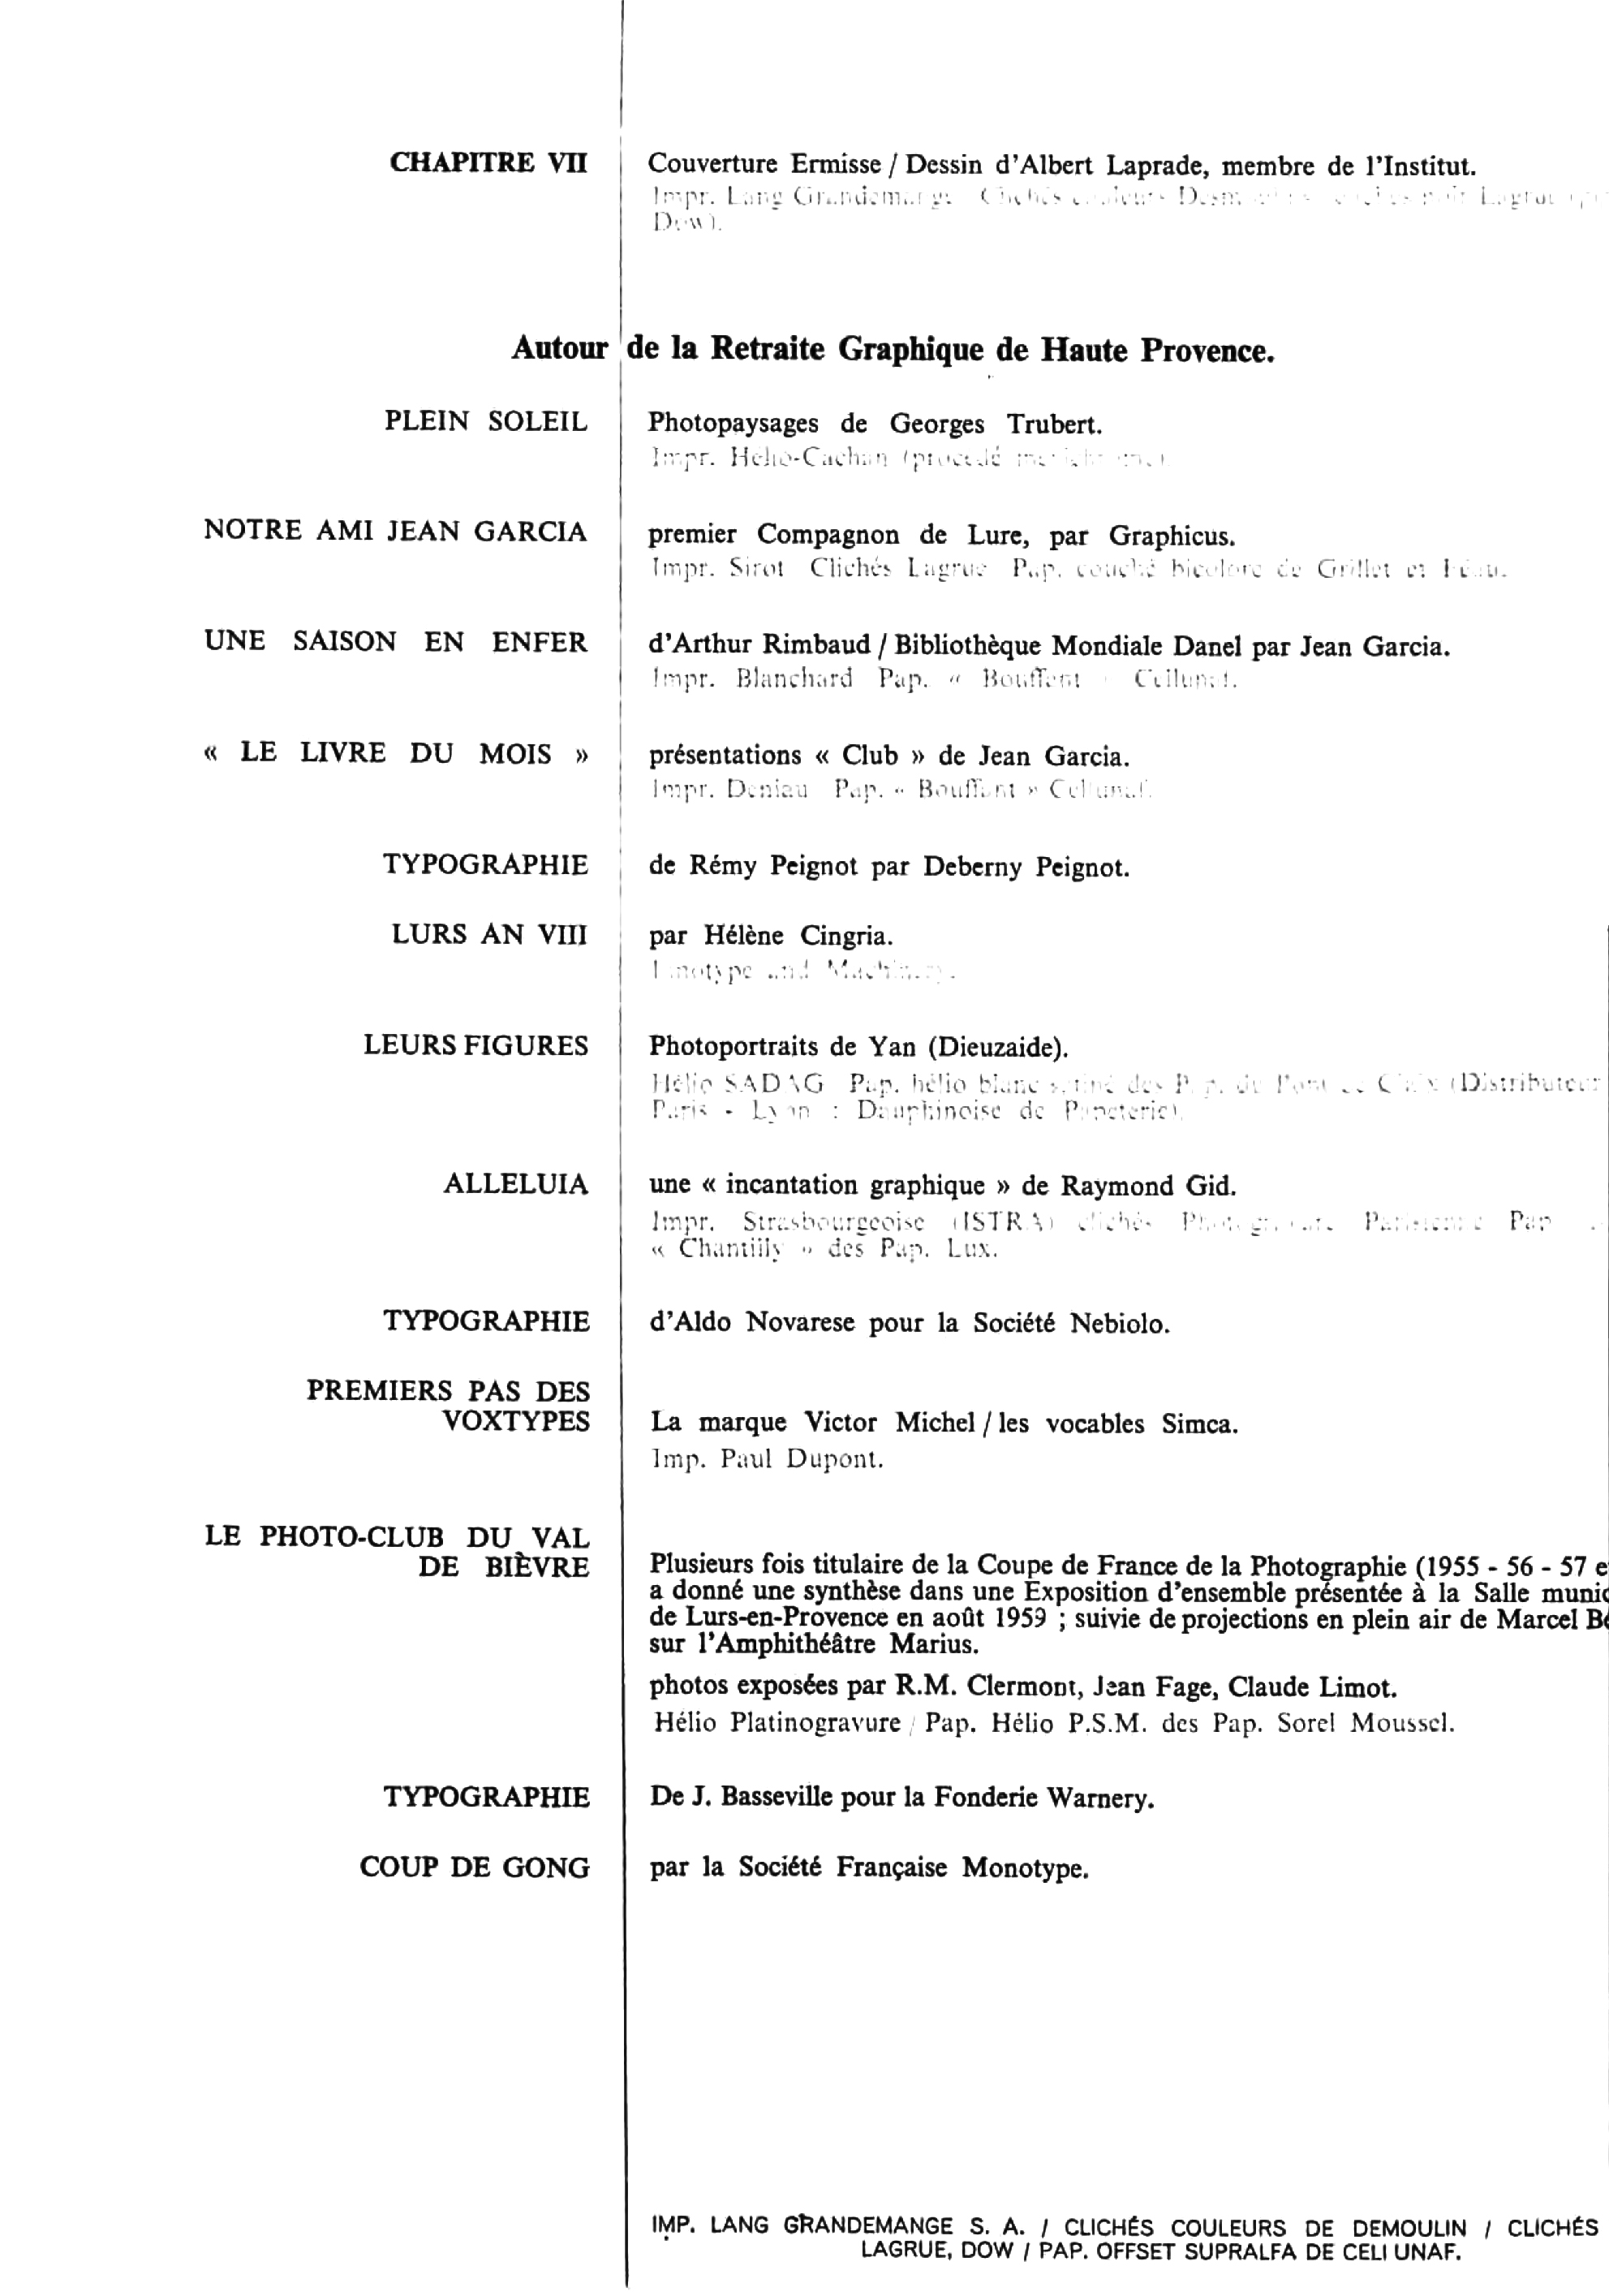 CHAPITRE VII
Couverture Ermisse / Dessin d'Albert Laprade, membre de l'Institut.
Impr. Lang Grandemange Clichés couleurs
Dow).
Autour de la Retraite Graphique de Haute Provence.
PLEIN SOLEIL
Photopaysages de Georges Trubert.
Impr. Hélio-Cachan (procédé
NOTRE AMI JEAN GARCIA
premier Compagnon de Lure, par Graphicus.
Impr. Sirot Clichés Lagrue Pap. couché bicolore de Grillet et Féau.
UNE SAISON EN ENFER
d'Arthur Rimbaud / Bibliothèque Mondiale Danel par Jean Garcia.
Impr. Blanchard Pap. « Bouffant » Cellunaf.
« LE LIVRE DU MOIS »
présentations « Club » de Jean Garcia.
Impr. Deniau Pap. « Bouffant » Cellunaf.
TYPOGRAPHIE
de Rémy Peignot par Deberny Peignot.
LURS AN VIII
par Hélène Cingria.
Linotype and Machinery.
LEURS FIGURES
Photoportraits de Yan (Dieuzaide).
Hélio SADAG Pap. hélio blanc satiné des Pap. du Pont de Claix (Distributeur
Paris - Lyon : Dauphinoise de Papeterie).
ALLELUIA
une « incantation graphique » de Raymond Gid.
Impr. Strasbourgeoise (ISTRA) clichés Photogravure Parisienne Pap
« Chantilly » des Pap. Lux.
TYPOGRAPHIE
d'Aldo Novarese pour la Société Nebiolo.
PREMIERS PAS DES
VOXTYPES
La marque Victor Michel / les vocables Simca.
Imp. Paul Dupont.
LE PHOTO-CLUB DU VAL
DE BIÈVRE
Plusieurs fois titulaire de la Coupe de France de la Photographie (1955 - 56 - 57 e
a donné une synthèse dans une Exposition d'ensemble présentée à la Salle munic
de Lurs-en-Provence en août 1959 ; suivie de projections en plein air de Marcel
sur l'Amphithéâtre Marius.
photos exposées par R.M. Clermont, Jean Fage, Claude Limot.
Hélio Platinogravure / Pap. Hélio P.S.M. des Pap. Sorel Moussel.
TYPOGRAPHIE
De J. Basseville pour la Fonderie Warnery.
COUP DE GONG
par la Société Française Monotype.
IMP. LANG GRANDEMANGE S. A. / CLICHÉS COULEURS DE DEMOULIN / CLICHÉS
LAGRUE, DOW / PAP. OFFSET SUPRALFA DE CELLUNAF.